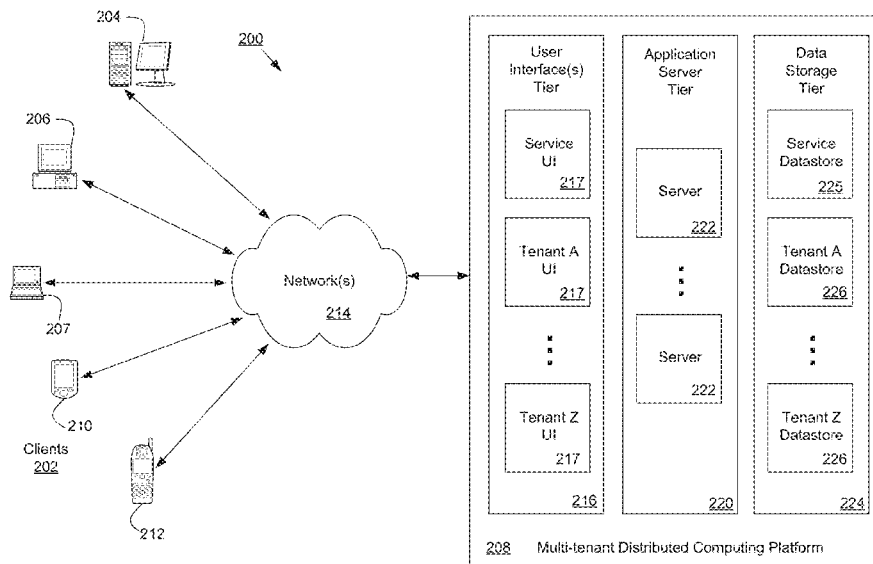 204
200
206
207
210
Clients
202
212
Network(s)
214
User
Interface(s)
Tier
Service
UI
217
Tenant A
UI
217
Tenant Z
UI
217
216
Application
Server
Tier
Server
222
Server
222
220
Data
Storage
Tier
Service
Datastore
225
Tenant A
Datastore
226
Tenant Z
Datastore
226
224
208 Multi-tenant Distributed Computing Platform